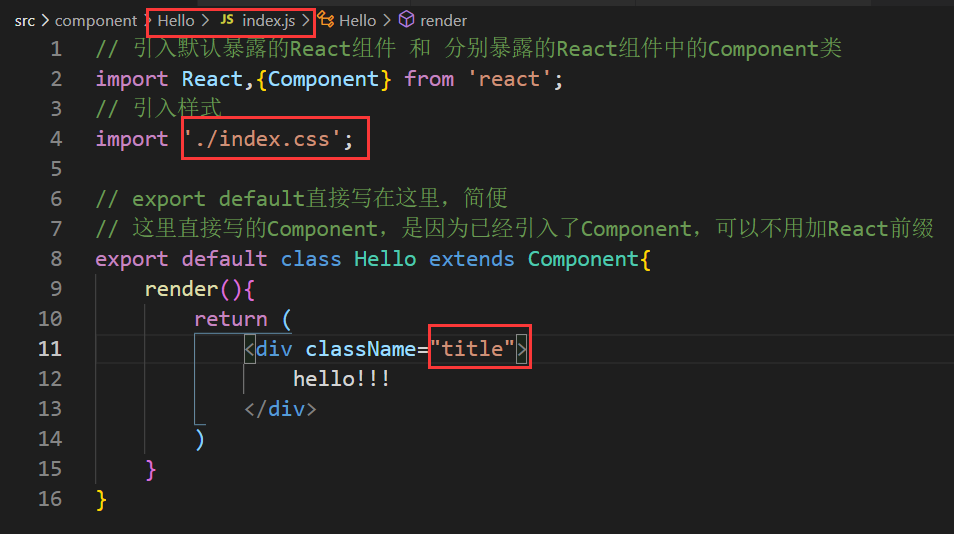 src > component > Hello > JS index.js > Hello > render
1 // 引入默认暴露的React组件 和 分别暴露的React组件中的Component类
2 import React,{Component} from 'react';
3 // 引入样式
4 import './index.css';
5
6 // export default直接写在这里，简便
7 // 这里直接写的Component，是因为已经引入了Component，可以不用加React前缀
8 export default class Hello extends Component{
9     render(){
10         return (
11             <div className="title">
12                 hello!!!
13             </div>
14         )
15     }
16 }